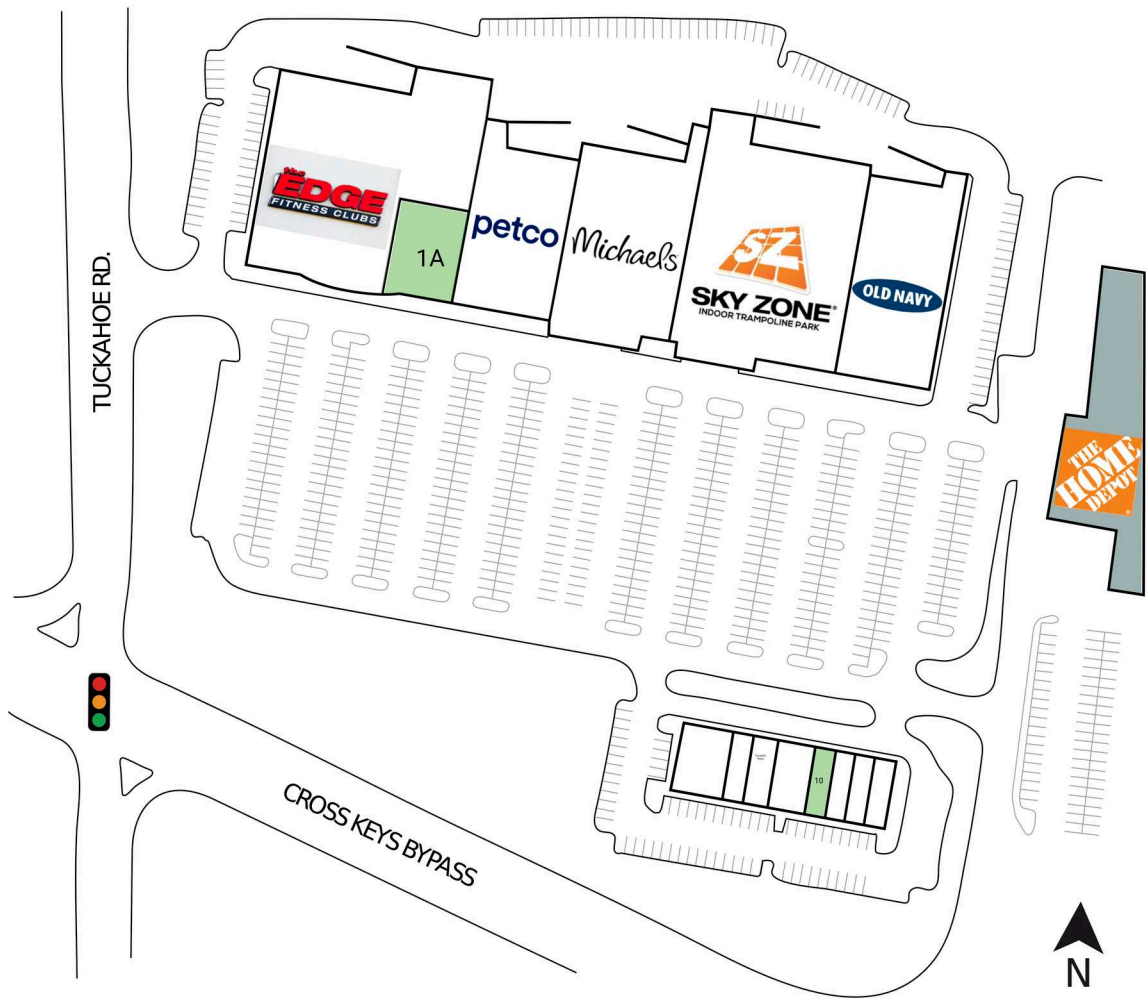 the
EDGE
FITNESS CLUBS
1A
petco
Michaels
SZ
SKY ZONE®
INDOOR TRAMPOLINE PARK
OLD NAVY
TUCKAHOE RD.
THE
HOME
DEPOT
10
CROSS KEYS BYPASS
N